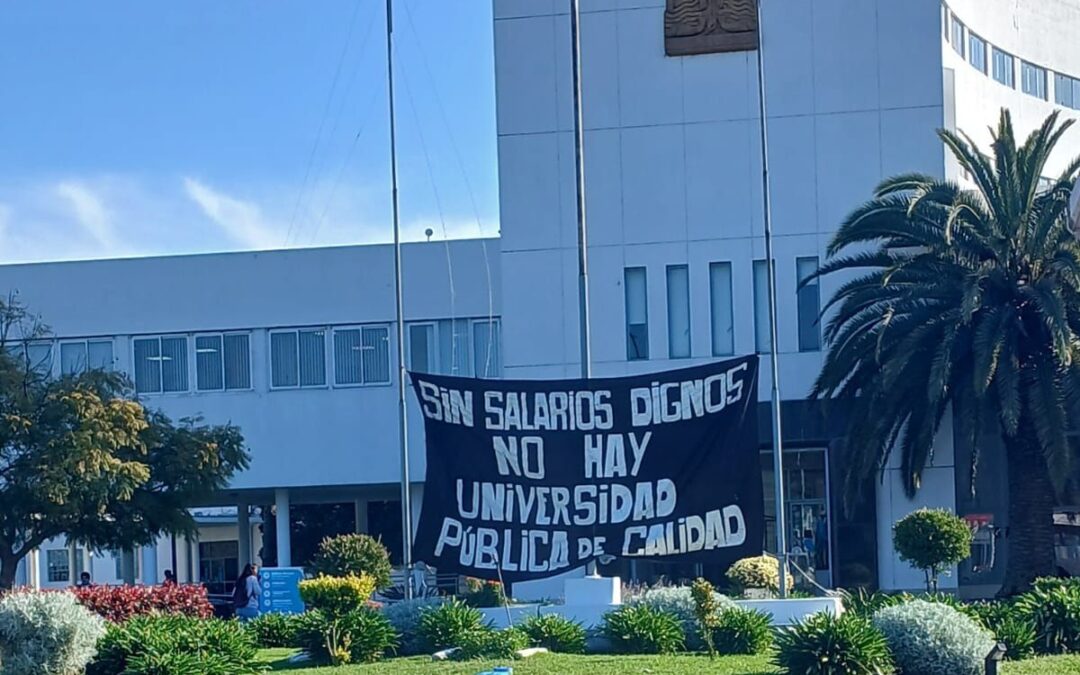 SiN SALARiOS DiGNOS
NO HAY
UNiVERSiDAD
PÚBLiCA DE CALiDAD